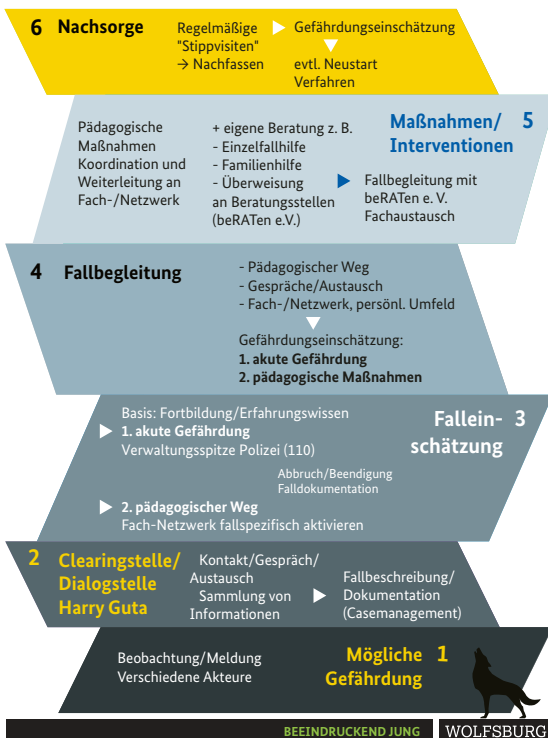 6 Nachsorge
Regelmäßige
"Stippvisiten"
→ Nachfassen
Gefährdungseinschätzung
evtl. Neustart
Verfahren
Maßnahmen/ 5
Interventionen
Pädagogische
Maßnahmen
Koordination und
Weiterleitung an
Fach-/Netzwerk
+ eigene Beratung z. B.
- Einzelfallhilfe
- Familienhilfe
- Überweisung
an Beratungsstellen
(beRATen e.V.)
Fallbegleitung mit
beRATen e. V.
Fachaustausch
4 Fallbegleitung
- Pädagogischer Weg
- Gespräche/Austausch
- Fach-/Netzwerk, persönl. Umfeld
Gefährdungseinschätzung:
1. akute Gefährdung
2. pädagogische Maßnahmen
Fallein- 3
schätzung
Basis: Fortbildung/Erfahrungswissen
1. akute Gefährdung
Verwaltungsspitze Polizei (110)
Abbruch/Beendigung
Falldokumentation
2. pädagogischer Weg
Fach-Netzwerk fallspezifisch aktivieren
2 Clearingstelle/
Dialogstelle
Harry Guta
Kontakt/Gespräch/
Austausch
Sammlung von
Informationen
Fallbeschreibung/
Dokumentation
(Casemanagement)
Mögliche 1
Gefährdung
Beobachtung/Meldung
Verschiedene Akteure
BEEINDRUCKEND JUNG
WOLFSBURG